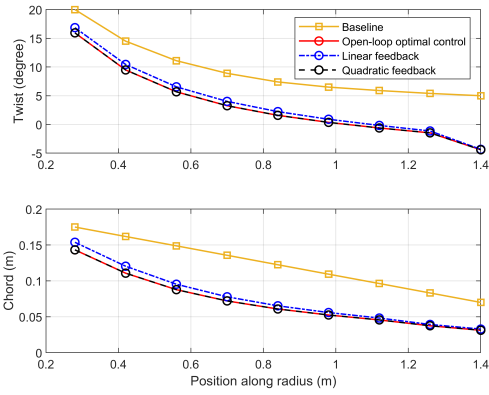 20
15
10
5
0
-5
Twist (degree)
Baseline
Open-loop optimal control
Linear feedback
Quadratic feedback
0.2 0.4 0.6 0.8 1 1.2 1.4
0.2
0.15
0.1
0.05
0
Chord (m)
0.2 0.4 0.6 0.8 1 1.2 1.4
Position along radius (m)